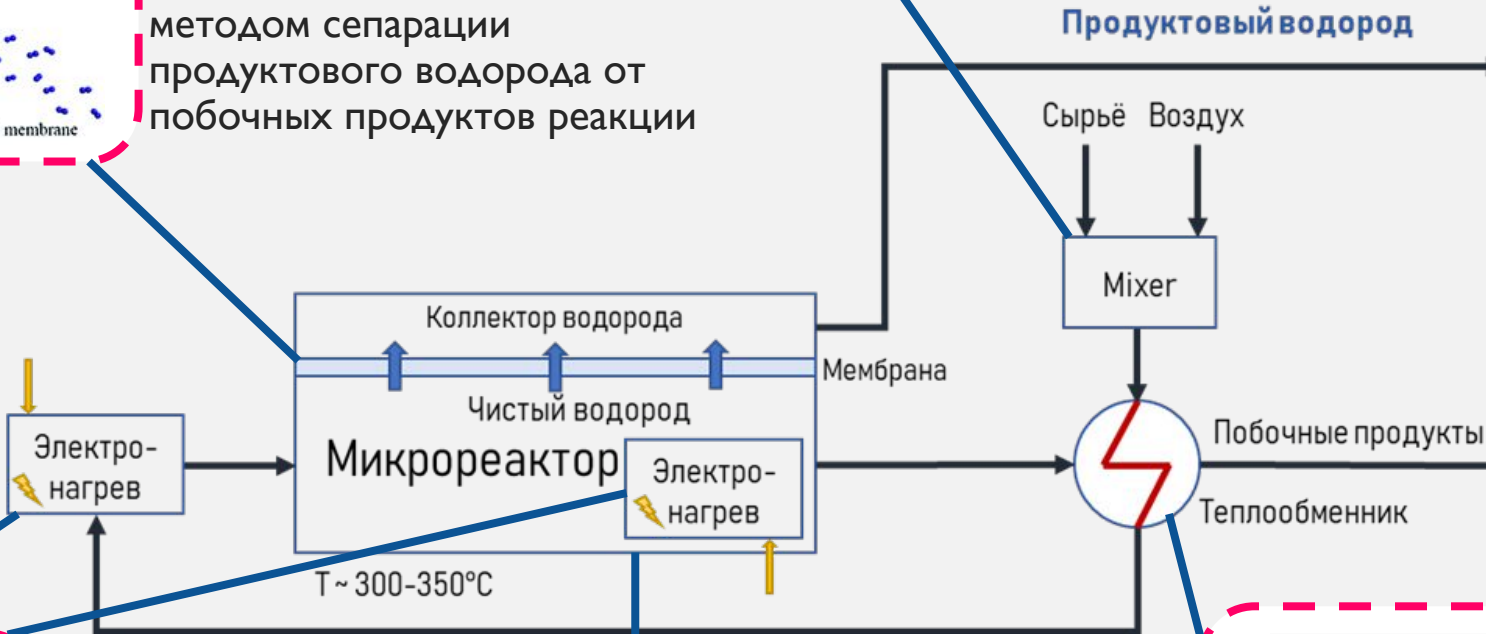 методом сепарации
продуктового водорода от
побочных продуктов реакции
membrane
Продуктовый водород
Сырьё Воздух
Mixer
Коллектор водорода
Мембрана
Чистый водород
Микрореактор
Электро-
нагрев
Электро-
нагрев
Побочные продукты
Теплообменник
T ~ 300-350°C